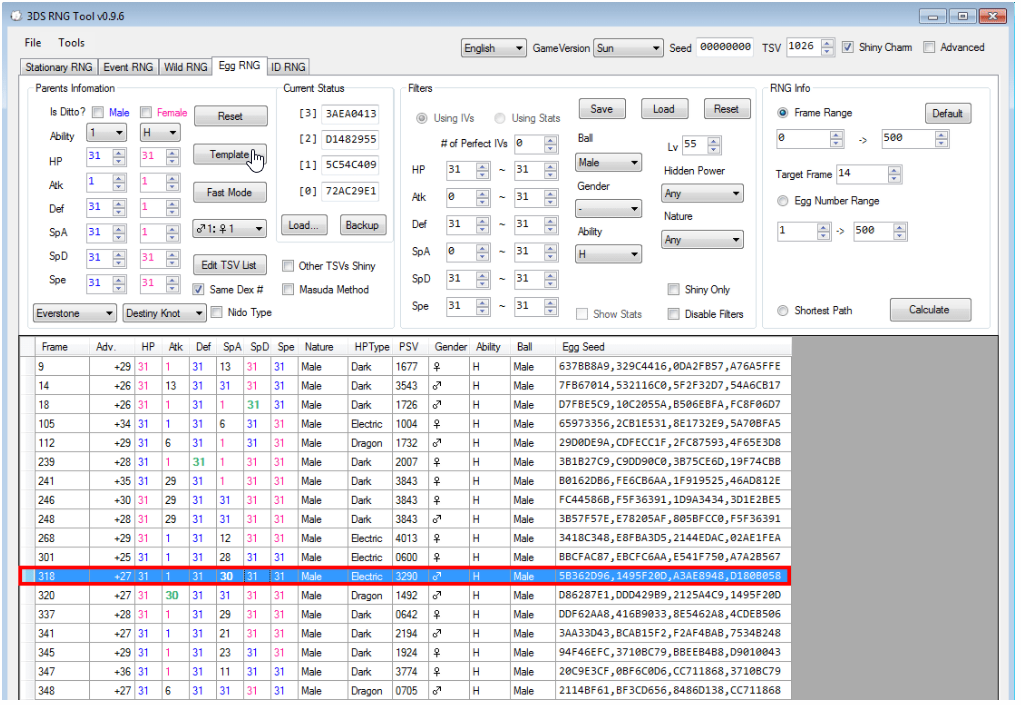 3DS RNG Tool v0.9.6
File Tools
English GameVersion Sun Seed 00000000 TSV 1026 Shiny Charm Advanced
Stationary RNG Event RNG Wild RNG Egg RNG ID RNG
Parents Infomation Current Status Filters RNG Info
Is Ditto? Male Female Reset [3] 3AEA0413 Using IVs Using Stats Save Load Reset Frame Range Default
Ability 1 H [2] D1482955 # of Perfect IVs 0 Ball Lv 55 0 -> 500
HP 31 31 Template [1] 5C54C409 HP 31 ~ 31 Male Hidden Power Target Frame 14
Atk 1 1 Fast Mode [0] 72AC29E1 Atk 0 ~ 31 Gender Any Egg Number Range
Def 31 1 ♂1; ♀1 Load... Backup Def 31 ~ 31 - Nature 1 -> 500
SpA 31 1 SpA 0 ~ 31 Ability Any
SpD 31 31 Edit TSV List Other TSVs Shiny SpD 31 ~ 31 H
Spe 31 31 Same Dex # Masuda Method Spe 31 ~ 31 Shiny Only
Everstone Destiny Knot Nido Type Show Stats Disable Filters Shortest Path Calculate
Frame Adv. HP Atk Def SpA SpD Spe Nature HPType PSV Gender Ability Ball Egg Seed
9 +29 31 1 31 13 31 31 Male Dark 1677 ♀ H Male 637BB8A9,329C4416,0DA2FB57,A76A5FFE
14 +26 31 13 31 31 31 31 Male Dark 3543 ♂ H Male 7FB67014,532116C0,5F2F32D7,54A6CB17
18 +26 31 1 31 1 31 31 Male Dark 1726 ♂ H Male D7FBE5C9,10C2055A,B506EBFA,FC8F06D7
105 +34 31 1 31 6 31 31 Male Electric 1004 ♀ H Male 65973356,2CB1E531,8E1732E9,5A70BFA5
112 +29 31 6 31 1 31 31 Male Dragon 1732 ♂ H Male 29D0DE9A,CDFECC1F,2FC87593,4F65E3D8
239 +28 31 1 31 1 31 31 Male Dark 2007 ♀ H Male 3B1B27C9,C9DD90C0,3B75CE6D,19F74CBB
241 +35 31 29 31 1 31 31 Male Dark 3843 ♀ H Male B0162DB6,FE6CB6AA,1F919525,46AD812E
246 +30 31 29 31 31 31 31 Male Dark 3843 ♀ H Male FC44586B,F5F36391,1D9A3434,3D1E2BE5
248 +28 31 29 31 31 31 31 Male Dark 3843 ♂ H Male 3B57F57E,E78205AF,805BFCC0,F5F36391
268 +29 31 1 31 12 31 31 Male Electric 4013 ♀ H Male 3418C348,E8FBA3D5,2144EDAC,02AE1FEA
301 +25 31 1 31 28 31 31 Male Electric 0600 ♀ H Male BBCFAC87,EBCFC6AA,E541F750,A7A2B567
318 +27 31 1 31 30 31 31 Male Electric 3290 ♂ H Male 5B362D96,1495F20D,A3AE8948,D180B058
320 +27 31 30 31 31 31 31 Male Dragon 1492 ♂ H Male D86287E1,DDD429B9,2125A4C9,1495F20D
337 +28 31 1 31 29 31 31 Male Dark 0642 ♀ H Male DDF62AA8,416B9033,8E5462A8,4CDEB506
341 +27 31 1 31 21 31 31 Male Dark 2194 ♂ H Male 3AA33D43,BCAB15F2,F2AF4BAB,7534B248
345 +29 31 1 31 23 31 31 Male Dark 1924 ♀ H Male 94F46EFC,3710BC79,BBEEB4B8,D9010043
347 +36 31 1 31 11 31 31 Male Dark 3774 ♀ H Male 20C9E3CF,0BF6C0D6,CC711868,3710BC79
348 +27 31 6 31 31 31 31 Male Dragon 0705 ♂ H Male 2114BF61,BF3CD656,8486D138,CC711868